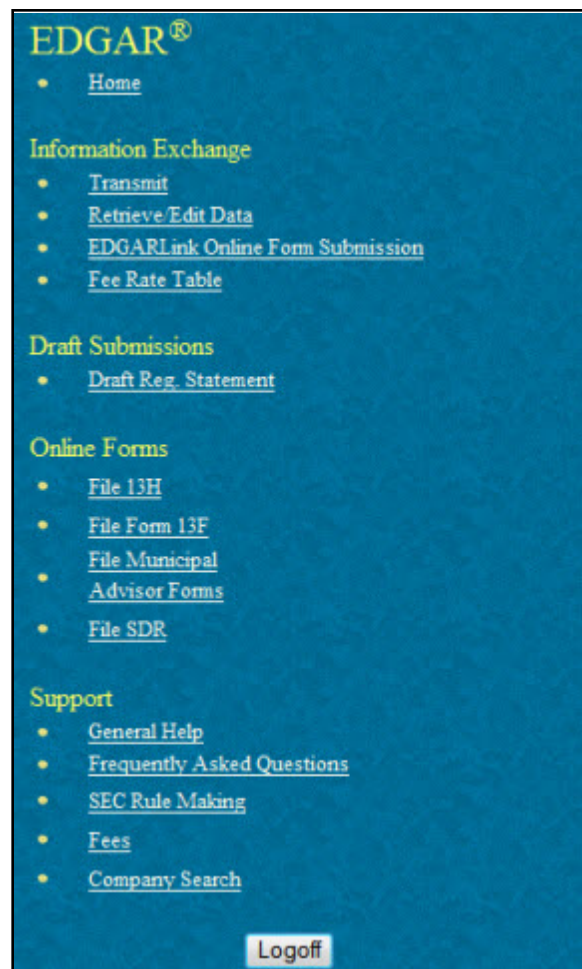 EDGAR®
Home
Information Exchange
Transmit
Retrieve/Edit Data
EDGARLink Online Form Submission
Fee Rate Table
Draft Submissions
Draft Reg. Statement
Online Forms
File 13H
File Form 13F
File Municipal
Advisor Forms
File SDR
Support
General Help
Frequently Asked Questions
SEC Rule Making
Fees
Company Search
Logoff